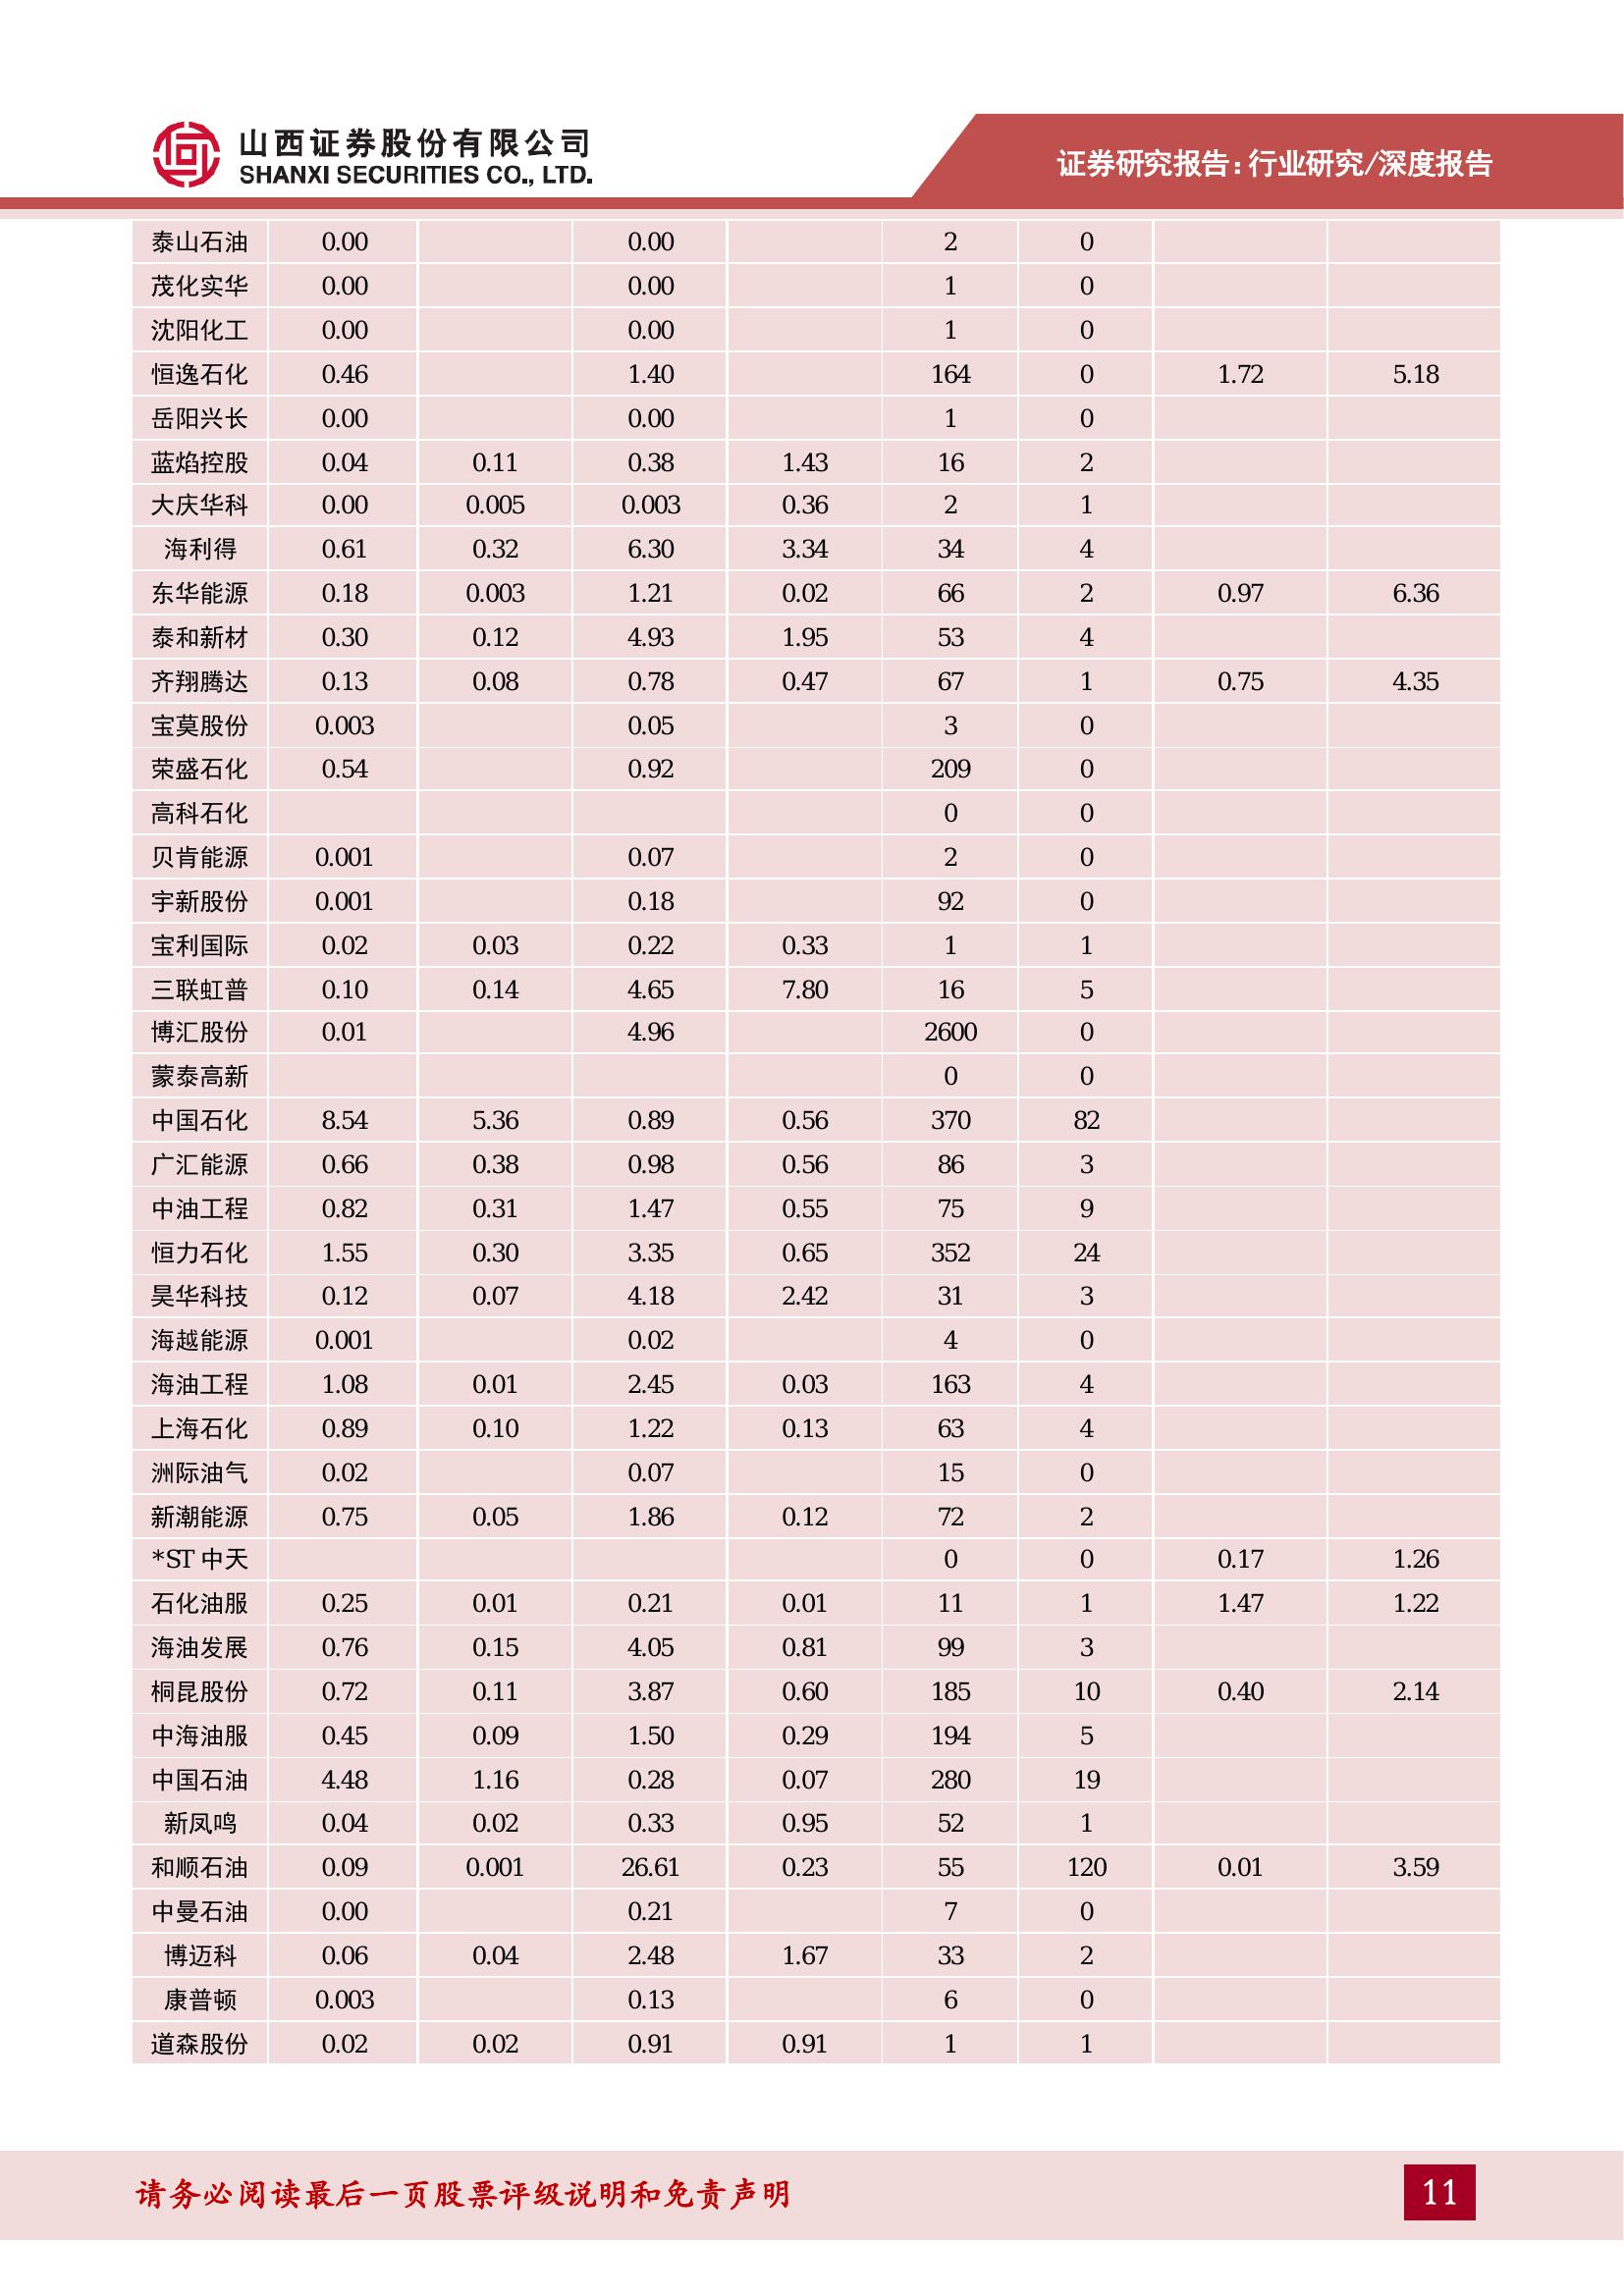 山西证券股份有限公司
SHANXI SECURITIES CO., LTD.
证券研究报告:行业研究/深度报告
泰山石油 0.00 0.00 2 0
茂化实华 0.00 0.00 1 0
沈阳化工 0.00 0.00 1 0
恒逸石化 0.46 1.40 164 0 1.72 5.18
岳阳兴长 0.00 0.00 1 0
蓝焰控股 0.04 0.11 0.38 1.43 16 2
大庆华科 0.00 0.005 0.003 0.36 2 1
海利得 0.61 0.32 6.30 3.34 34 4
东华能源 0.18 0.003 1.21 0.02 66 2 0.97 6.36
泰和新材 0.30 0.12 4.93 1.95 53 4
齐翔腾达 0.13 0.08 0.78 0.47 67 1 0.75 4.35
宝莫股份 0.003 0.05 3 0
荣盛石化 0.54 0.92 209 0
高科石化 0 0
贝肯能源 0.001 0.07 2 0
宇新股份 0.001 0.18 92 0
宝利国际 0.02 0.03 0.22 0.33 1 1
三联虹普 0.10 0.14 4.65 7.80 16 5
博汇股份 0.01 4.96 2600 0
蒙泰高新 0 0
中国石化 8.54 5.36 0.89 0.56 370 82
广汇能源 0.66 0.38 0.98 0.56 86 3
中油工程 0.82 0.31 1.47 0.55 75 9
恒力石化 1.55 0.30 3.35 0.65 352 24
昊华科技 0.12 0.07 4.18 2.42 31 3
海越能源 0.001 0.02 4 0
海油工程 1.08 0.01 2.45 0.03 163 4
上海石化 0.89 0.10 1.22 0.13 63 4
洲际油气 0.02 0.07 15 0
新潮能源 0.75 0.05 1.86 0.12 72 2
*ST 中天 0 0 0.17 1.26
石化油服 0.25 0.01 0.21 0.01 11 1 1.47 1.22
海油发展 0.76 0.15 4.05 0.81 99 3
桐昆股份 0.72 0.11 3.87 0.60 185 10 0.40 2.14
中海油服 0.45 0.09 1.50 0.29 194 5
中国石油 4.48 1.16 0.28 0.07 280 19
新凤鸣 0.04 0.02 0.33 0.95 52 1
和顺石油 0.09 0.001 26.61 0.23 55 120 0.01 3.59
中曼石油 0.00 0.21 7 0
博迈科 0.06 0.04 2.48 1.67 33 2
康普顿 0.003 0.13 6 0
道森股份 0.02 0.02 0.91 0.91 1 1
请务必阅读最后一页股票评级说明和免责声明
11